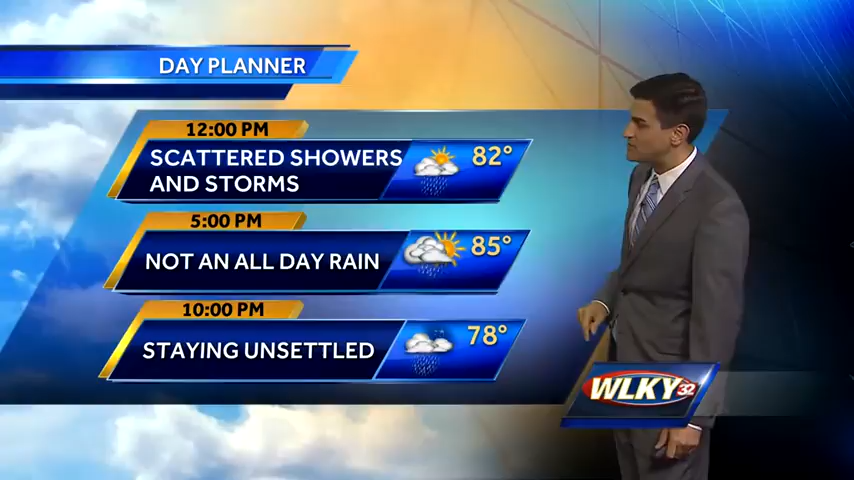 DAY PLANNER
12:00 PM
SCATTERED SHOWERS
AND STORMS
82°
5:00 PM
NOT AN ALL DAY RAIN
85°
10:00 PM
STAYING UNSETTLED
78°
WLKY 32